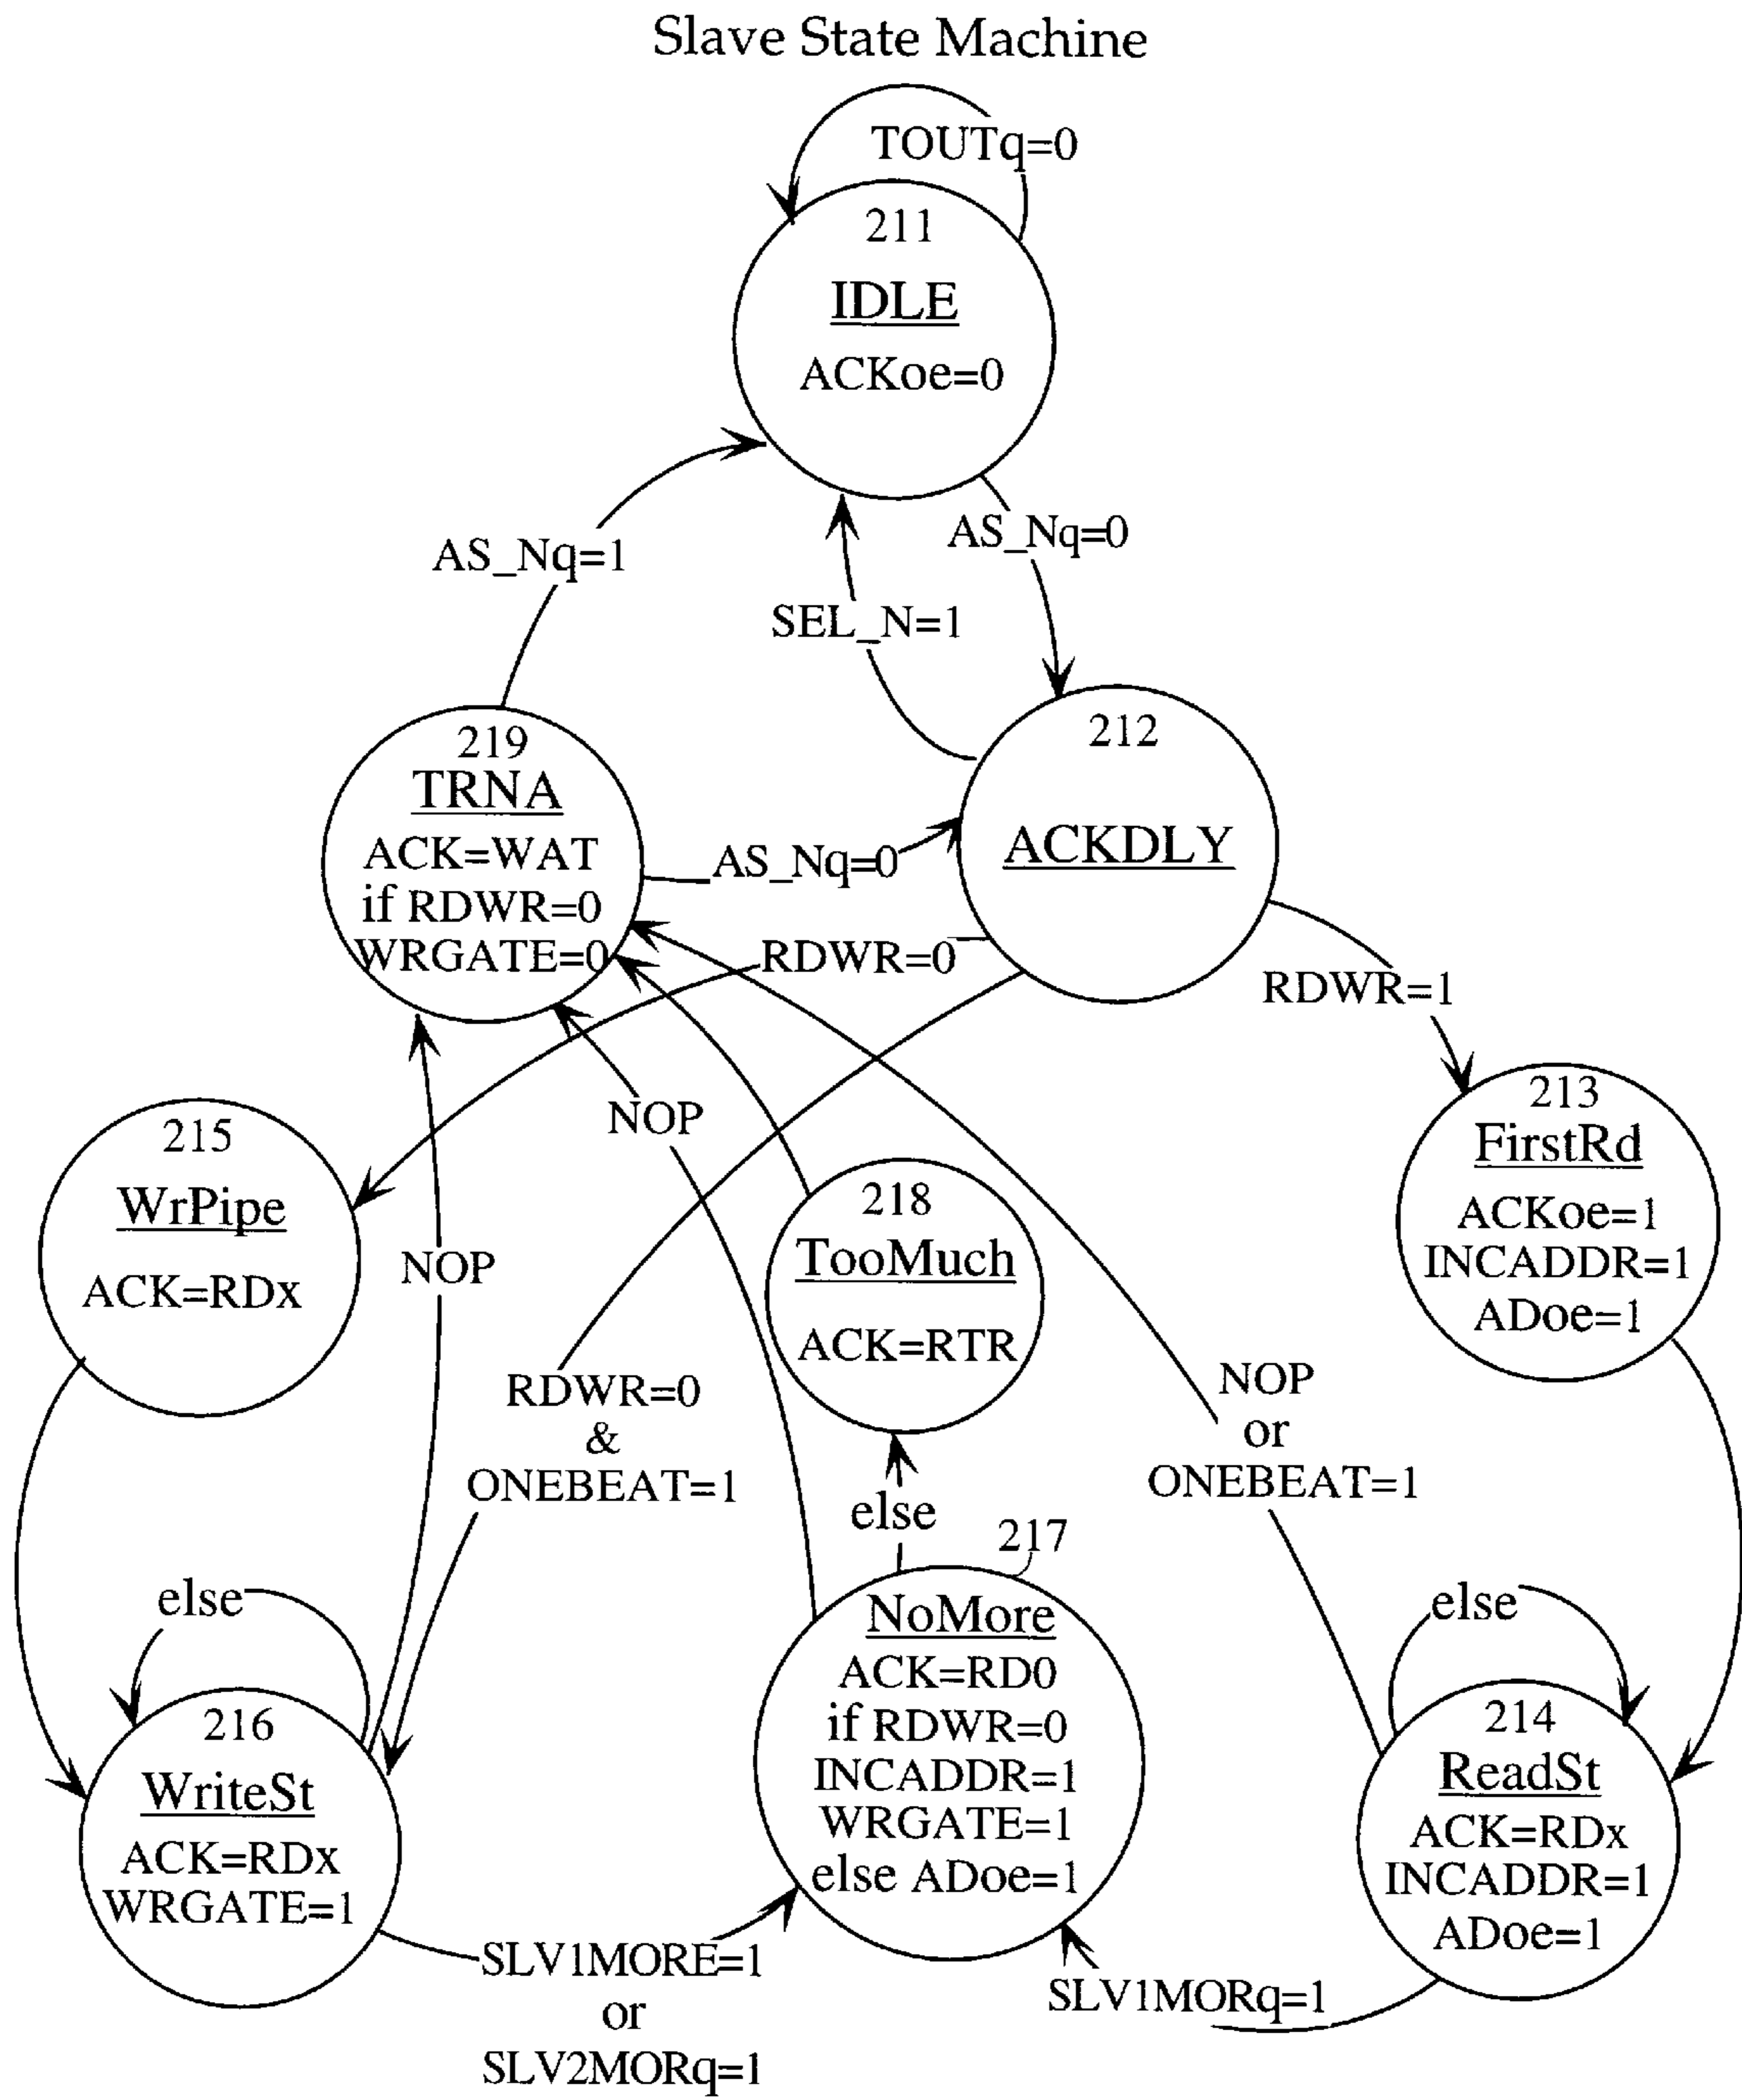 Slave State Machine
TOUTq=0
211
IDLE
ACKoe=0
AS_Nq=1
AS_Nq=0
SEL_N=1
219
TRNA
ACK=WAT
if RDWR=0
WRGATE=0
AS_Nq=0
212
ACKDLY
RDWR=0
RDWR=1
215
WrPipe
ACK=RDx
NOP
NOP
218
TooMuch
ACK=RTR
213
FirstRd
ACKoe=1
INCADDR=1
ADoe=1
RDWR=0
&
ONEBEAT=1
NOP
or
ONEBEAT=1
else
217
else
216
WriteSt
ACK=RDx
WRGATE=1
NoMore
ACK=RD0
if RDWR=0
INCADDR=1
WRGATE=1
else ADoe=1
else
214
ReadSt
ACK=RDx
INCADDR=1
ADoe=1
SLV1MORE=1
or
SLV2MORq=1
SLV1MORq=1